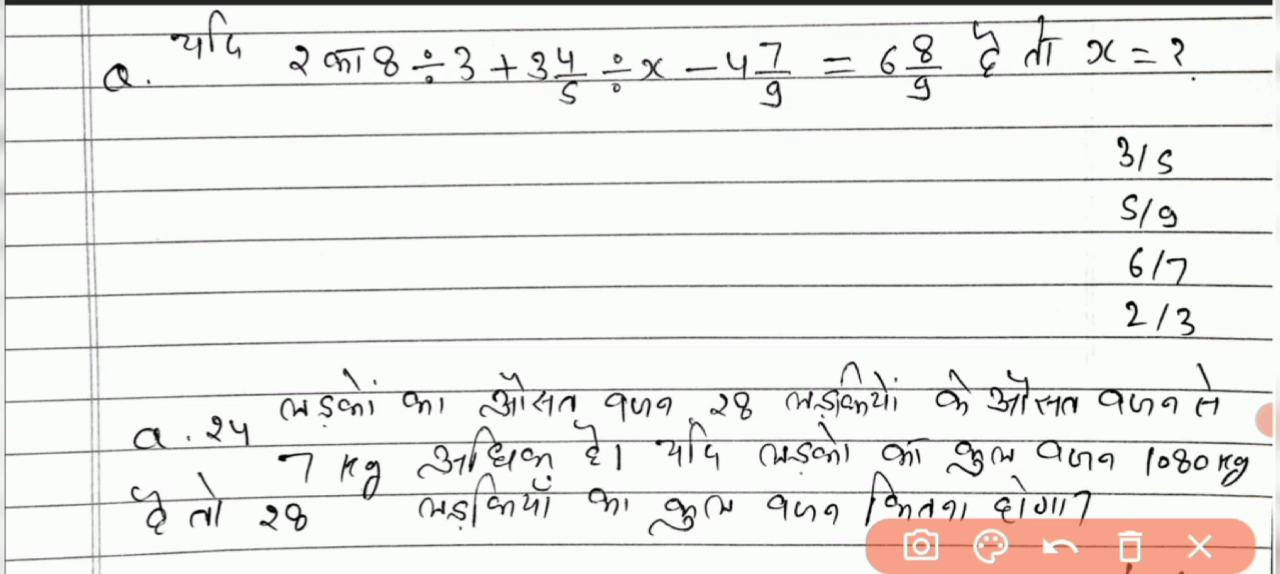 Q. यदि 2 का 8 ÷ 3 + 3 4/5 ÷ x - 4 7/9 = 6 8/9 है तो x = ?
3/5
5/9
6/7
2/3
Q. 24 लड़कों का औसत वजन 28 लड़कियों के औसत वजन से
7 kg अधिक है। यदि लड़कों का कुल वजन 1080 kg
है तो 28 लड़कियों का कुल वजन कितना होगा?